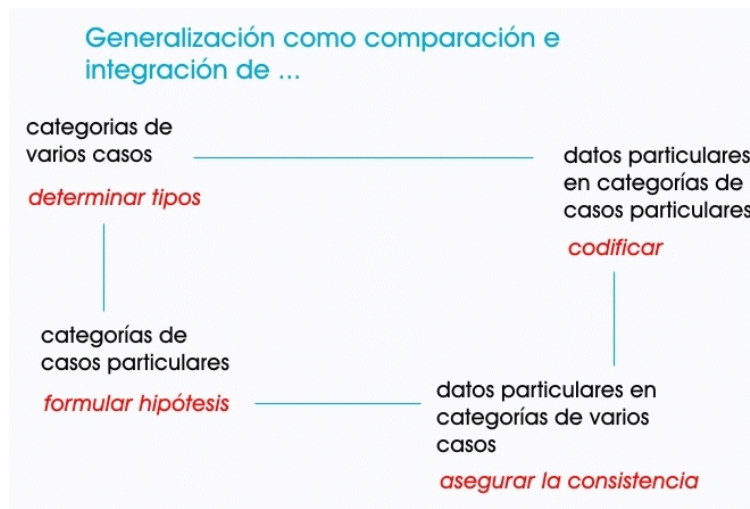 Generalización como comparación e
integración de ...
categorias de
varios casos
determinar tipos
datos particulares
en categorías de
casos particulares
codificar
categorías de
casos particulares
formular hipótesis
datos particulares en
categorías de varios
casos
asegurar la consistencia